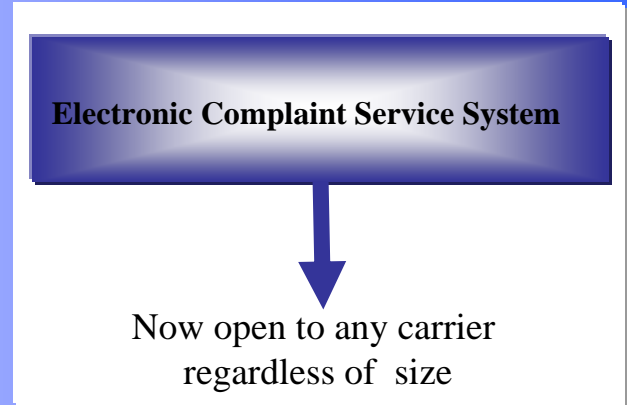 Electronic Complaint Service System
Now open to any carrier
regardless of size